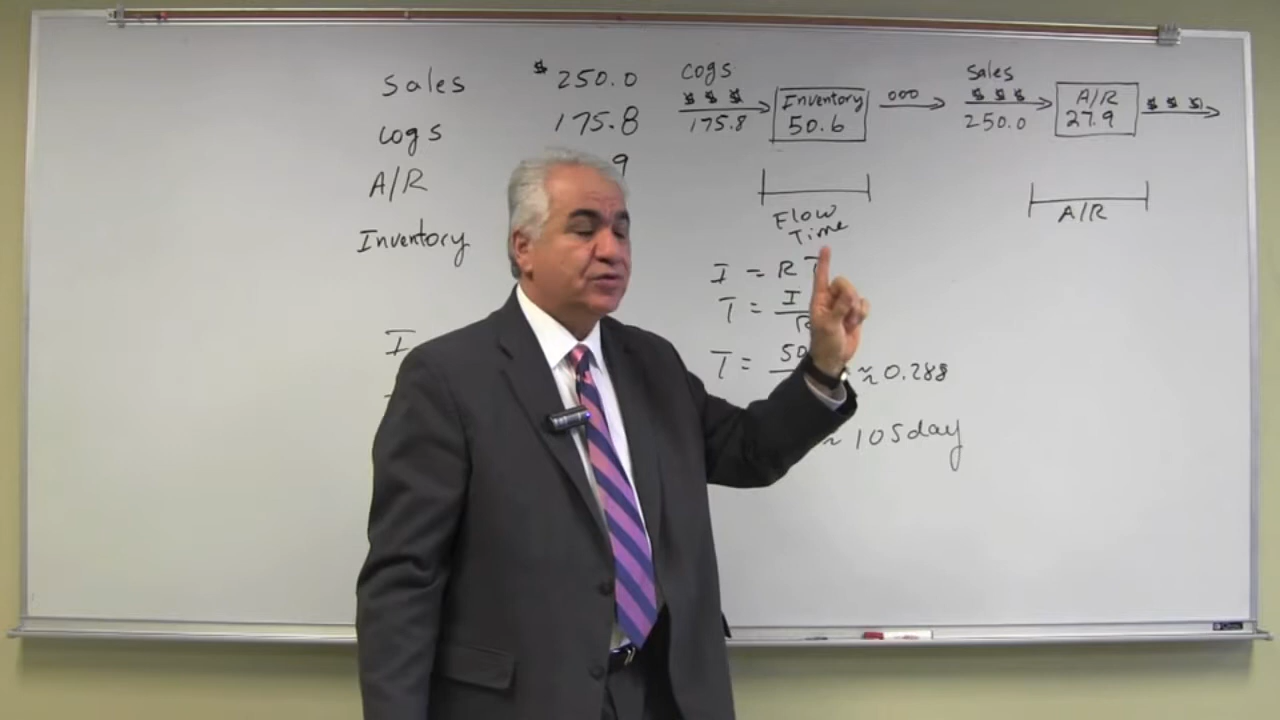 Sales $ 250.0
Cogs 175.8
A/R 9
Inventory
I
Cogs
$ $ $
175.8
Inventory
50.6
000
Sales
$ $ $
250.0
A/R
27.9
$ $ $
Flow
Time
A/R
I = R T
T = I
R
T = 50 ≈ 0.288
≈ 105 day